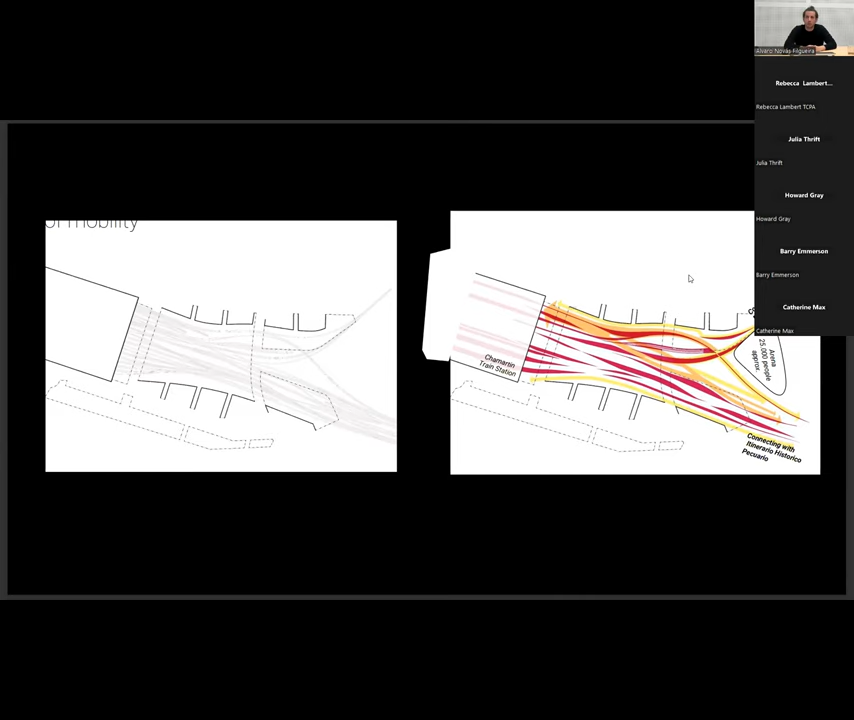 of mobility
Chamartin
Train Station
Arena
25.000 people
approx.
Connecting with
Itinerario Historico
Pecuario
Alvaro Novas Filgueira
Rebecca Lambert...
Rebecca Lambert TCPA
Julia Thrift
Julia Thrift
Howard Gray
Howard Gray
Barry Emmerson
Barry Emmerson
Catherine Max
Catherine Max